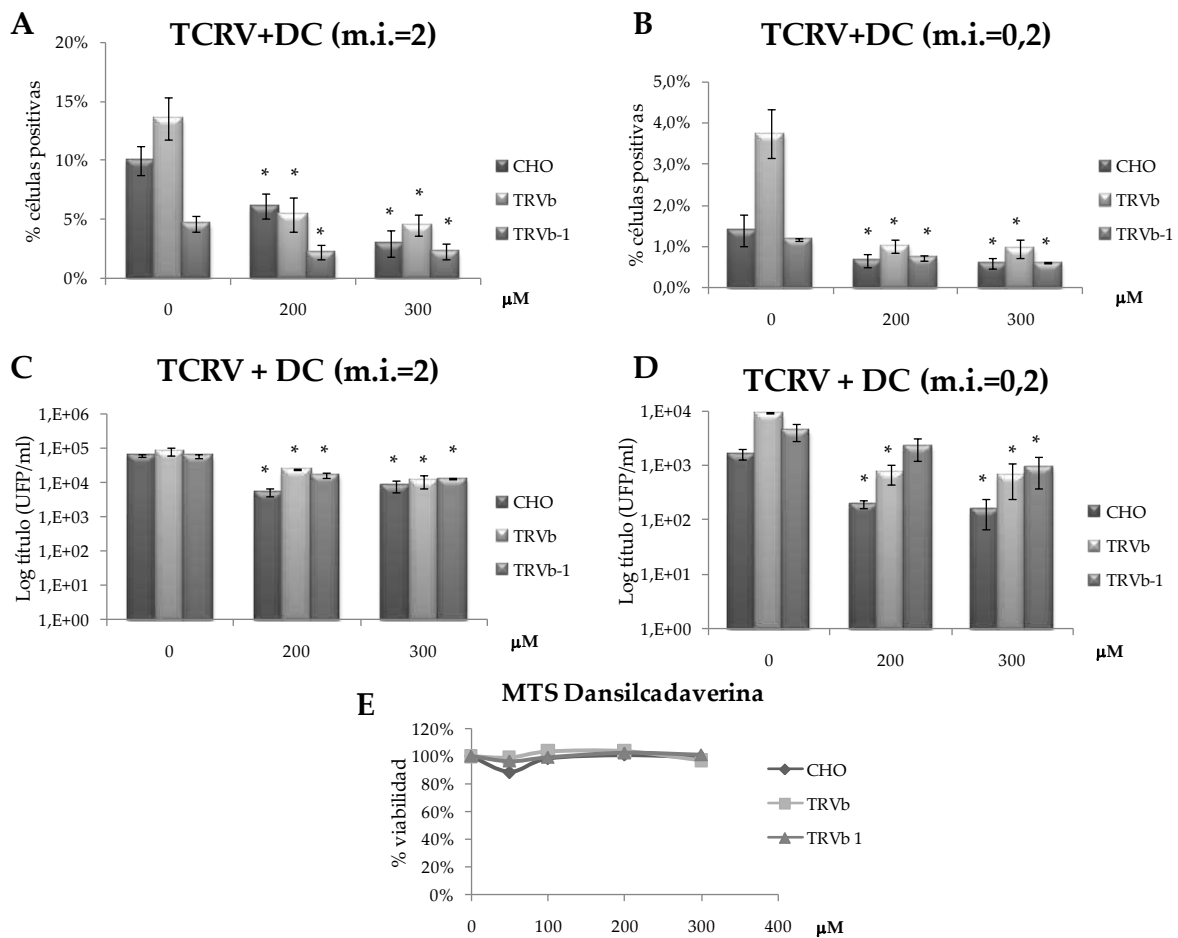 A
TCRV+DC (m.i.=2)
% células positivas
20%
15%
10%
5%
0%
* * *
* * *
0 200 300
µM
CHO
TRVb
TRVb-1
B
TCRV+DC (m.i.=0,2)
% células positivas
5,0%
4,0%
3,0%
2,0%
1,0%
0,0%
* * *
* * *
0 200 300
µM
CHO
TRVb
TRVb-1
C
TCRV + DC (m.i.=2)
Log título (UFP/ml)
1,E+06
1,E+05
1,E+04
1,E+03
1,E+02
1,E+01
1,E+00
* * *
* * *
0 200 300
µM
CHO
TRVb
TRVb-1
D
TCRV + DC (m.i.=0,2)
Log título (UFP/ml)
1,E+04
1,E+03
1,E+02
1,E+01
1,E+00
* *
* * *
0 200 300
µM
CHO
TRVb
TRVb-1
E
MTS Dansilcadaverina
% viabilidad
120%
100%
80%
60%
40%
20%
0%
0 100 200 300 400
µM
CHO
TRVb
TRVb 1